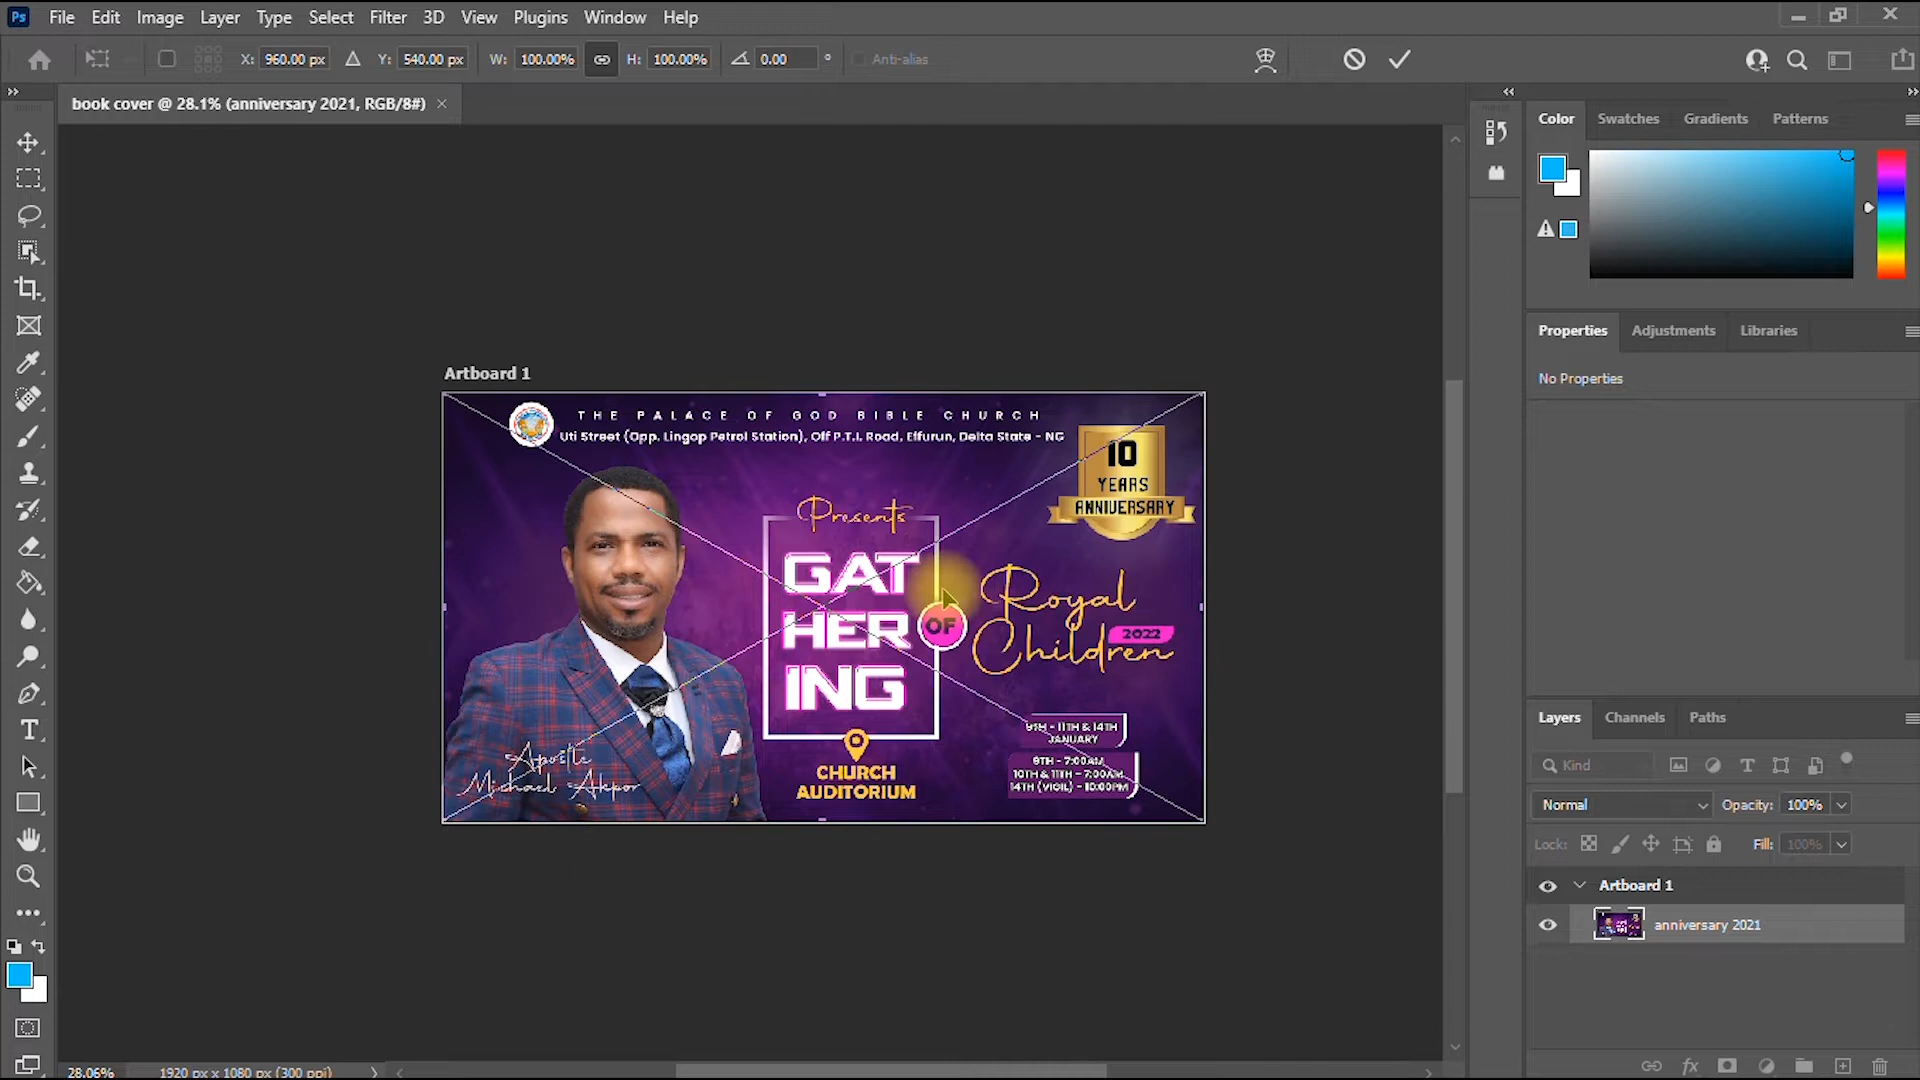 Ps File Edit Image Layer Type Select Filter 3D View Plugins Window Help
X: 960.00 px Y: 540.00 px W: 100.00% H: 100.00% 0.00 ° Anti-alias
book cover @ 28.1% (anniversary 2021, RGB/8#) ×
Color Swatches Gradients Patterns
Properties Adjustments Libraries
No Properties
Artboard 1
THE PALACE OF GOD BIBLE CHURCH
Uti Street (Opp. Lingop Petrol Station), Off P.T.I. Road, Effurun, Delta State - NG
10
YEARS
ANNIVERSARY
Presents
GAT
HER
ING
OF
Royal
Children
2022
9TH - 11TH & 14TH
JANUARY
9TH - 7:00AM
10TH & 11TH - 7:00AM
14TH (VIGIL) - 10:00PM
CHURCH
AUDITORIUM
Apostle
Michael Akpor
Layers Channels Paths
Kind
Normal Opacity: 100%
Lock: Fill: 100%
Artboard 1
anniversary 2021
28.06% 1920 px x 1080 px (300 ppi)